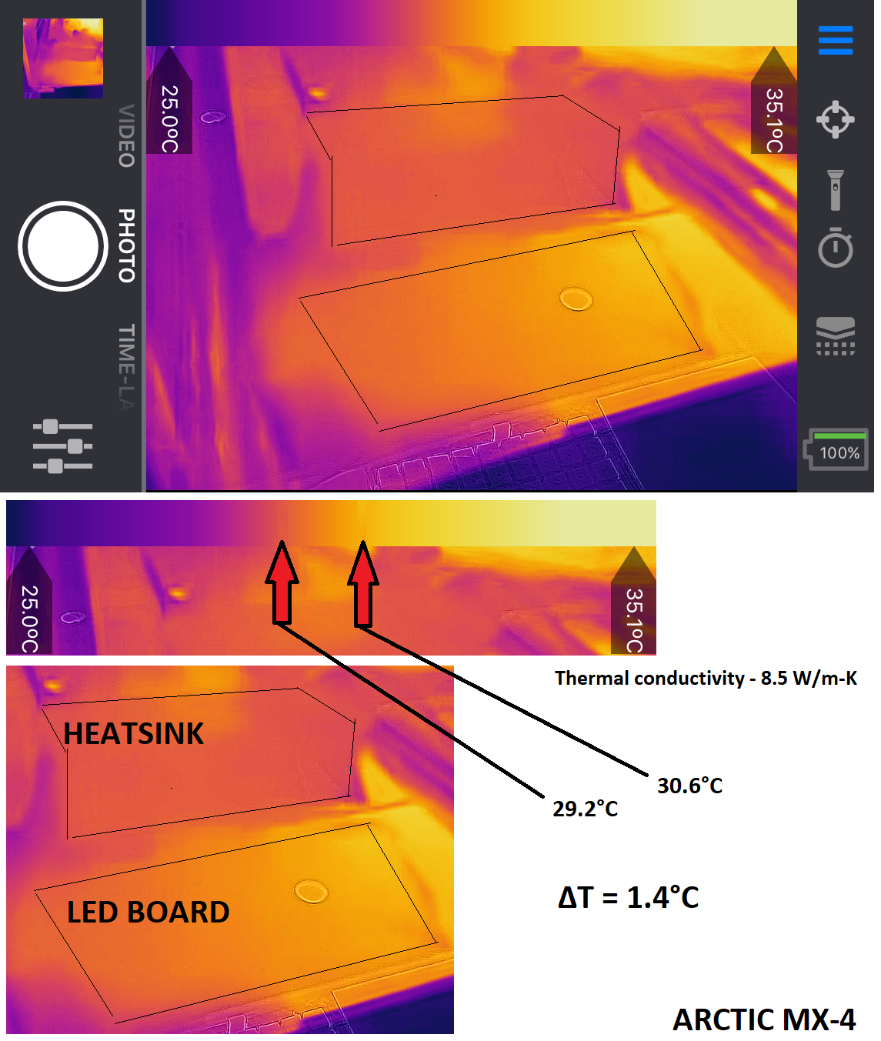 VIDEO
PHOTO
TIME-LA
25.0°C
35.1°C
100%
25.0°C
35.1°C
Thermal conductivity - 8.5 W/m-K
HEATSINK
30.6°C
29.2°C
ΔT = 1.4°C
LED BOARD
ARCTIC MX-4